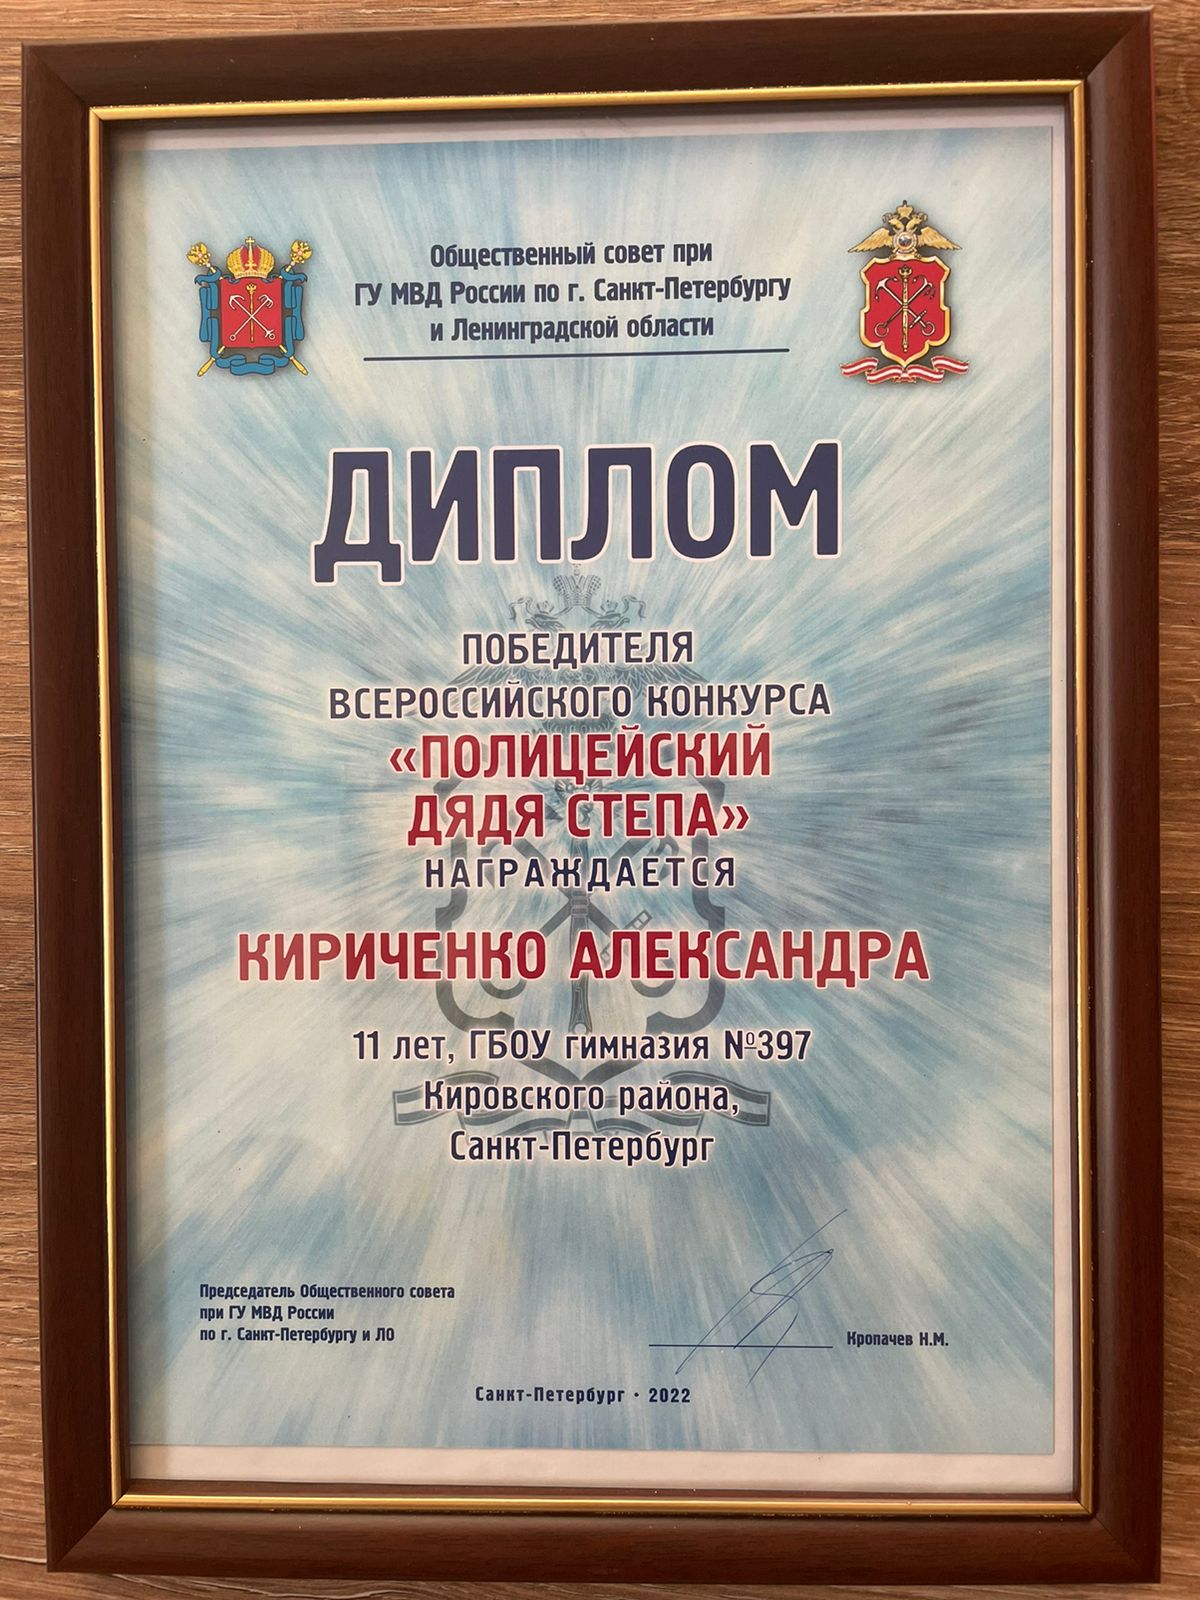 Общественный совет при
ГУ МВД России по г. Санкт-Петербургу
и Ленинградской области
ДИПЛОМ
ПОБЕДИТЕЛЯ
ВСЕРОССИЙСКОГО КОНКУРСА
«ПОЛИЦЕЙСКИЙ
ДЯДЯ СТЕПА»
НАГРАЖДАЕТСЯ
КИРИЧЕНКО АЛЕКСАНДРА
11 лет, ГБОУ гимназия №397
Кировского района,
Санкт-Петербург
Председатель Общественного совета
при ГУ МВД России
по г. Санкт-Петербургу и ЛО
Кропачев Н.М.
Санкт-Петербург • 2022